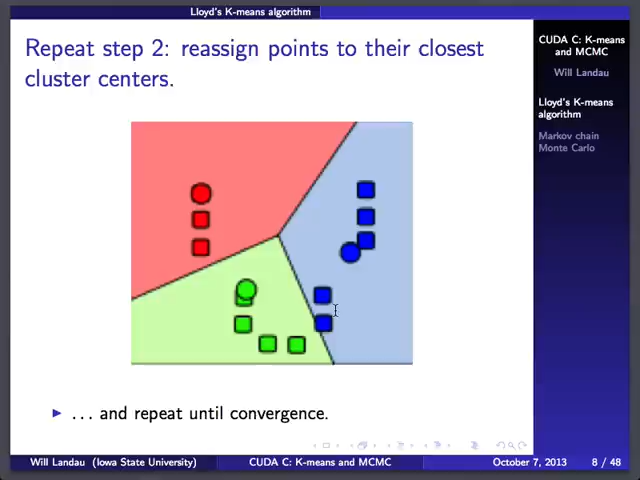 Lloyd's K-means algorithm
Repeat step 2: reassign points to their closest
cluster centers.
▶ ... and repeat until convergence.
CUDA C: K-means
and MCMC
Will Landau
Lloyd's K-means
algorithm
Markov chain
Monte Carlo
Will Landau (Iowa State University)
CUDA C: K-means and MCMC
October 7, 2013
8 / 48